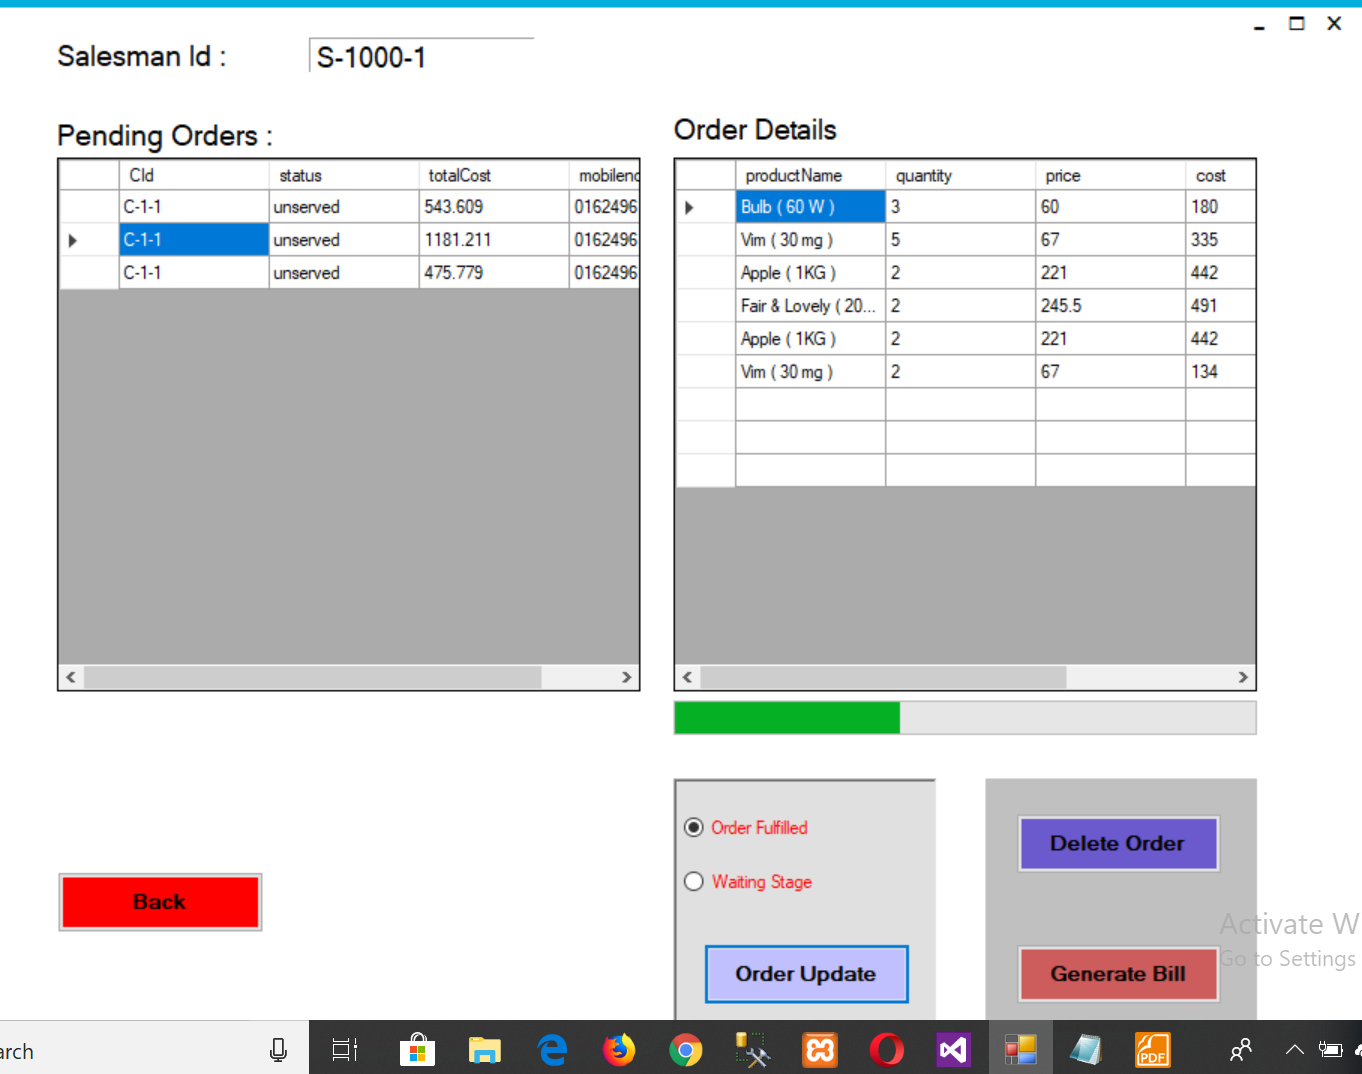 Salesman Id : S-1000-1
Pending Orders :
CId status totalCost mobileno
C-1-1 unserved 543.609 0162496
C-1-1 unserved 1181.211 0162496
C-1-1 unserved 475.779 0162496
Order Details
productName quantity price cost
Bulb ( 60 W ) 3 60 180
Vim ( 30 mg ) 5 67 335
Apple ( 1KG ) 2 221 442
Fair & Lovely ( 20... 2 245.5 491
Apple ( 1KG ) 2 221 442
Vim ( 30 mg ) 2 67 134
Order Fulfilled
Waiting Stage
Order Update
Delete Order
Generate Bill
Back
Activate W
Go to Settings
arch
PDF